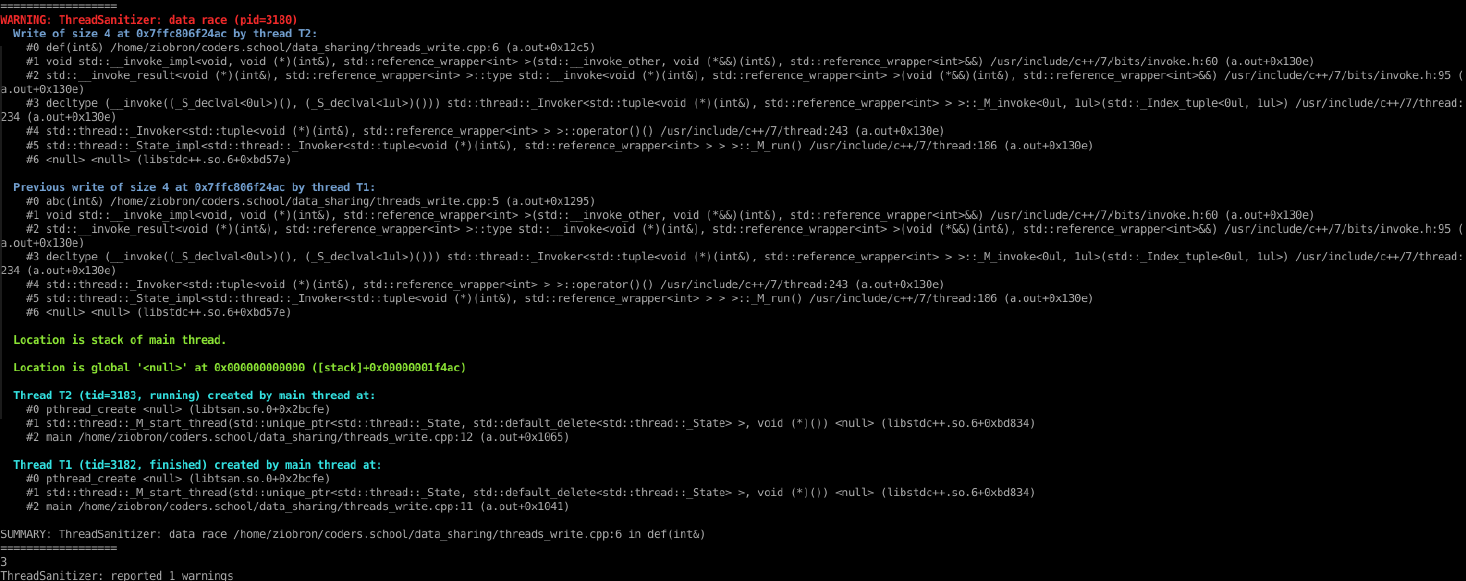 ==================
WARNING: ThreadSanitizer: data race (pid=3180)
  Write of size 4 at 0x7ffc806f24ac by thread T2:
    #0 def(int&) /home/ziobron/coders.school/data_sharing/threads_write.cpp:6 (a.out+0x12c5)
    #1 void std::__invoke_impl<void, void (*)(int&), std::reference_wrapper<int> >(std::__invoke_other, void (*&&)(int&), std::reference_wrapper<int>&&) /usr/include/c++/7/bits/invoke.h:60 (a.out+0x130e)
    #2 std::__invoke_result<void (*)(int&), std::reference_wrapper<int> >::type std::__invoke<void (*)(int&), std::reference_wrapper<int> >(void (*&&)(int&), std::reference_wrapper<int>&&) /usr/include/c++/7/bits/invoke.h:95 (
a.out+0x130e)
    #3 decltype (__invoke((_S_declval<0ul>)(), (_S_declval<1ul>)())) std::thread::_Invoker<std::tuple<void (*)(int&), std::reference_wrapper<int> > >::_M_invoke<0ul, 1ul>(std::_Index_tuple<0ul, 1ul>) /usr/include/c++/7/thread:
234 (a.out+0x130e)
    #4 std::thread::_Invoker<std::tuple<void (*)(int&), std::reference_wrapper<int> > >::operator()() /usr/include/c++/7/thread:243 (a.out+0x130e)
    #5 std::thread::_State_impl<std::thread::_Invoker<std::tuple<void (*)(int&), std::reference_wrapper<int> > > >::_M_run() /usr/include/c++/7/thread:186 (a.out+0x130e)
    #6 <null> <null> (libstdc++.so.6+0xbd57e)
  Previous write of size 4 at 0x7ffc806f24ac by thread T1:
    #0 abc(int&) /home/ziobron/coders.school/data_sharing/threads_write.cpp:5 (a.out+0x1295)
    #1 void std::__invoke_impl<void, void (*)(int&), std::reference_wrapper<int> >(std::__invoke_other, void (*&&)(int&), std::reference_wrapper<int>&&) /usr/include/c++/7/bits/invoke.h:60 (a.out+0x130e)
    #2 std::__invoke_result<void (*)(int&), std::reference_wrapper<int> >::type std::__invoke<void (*)(int&), std::reference_wrapper<int> >(void (*&&)(int&), std::reference_wrapper<int>&&) /usr/include/c++/7/bits/invoke.h:95 (
a.out+0x130e)
    #3 decltype (__invoke((_S_declval<0ul>)(), (_S_declval<1ul>)())) std::thread::_Invoker<std::tuple<void (*)(int&), std::reference_wrapper<int> > >::_M_invoke<0ul, 1ul>(std::_Index_tuple<0ul, 1ul>) /usr/include/c++/7/thread:
234 (a.out+0x130e)
    #4 std::thread::_Invoker<std::tuple<void (*)(int&), std::reference_wrapper<int> > >::operator()() /usr/include/c++/7/thread:243 (a.out+0x130e)
    #5 std::thread::_State_impl<std::thread::_Invoker<std::tuple<void (*)(int&), std::reference_wrapper<int> > > >::_M_run() /usr/include/c++/7/thread:186 (a.out+0x130e)
    #6 <null> <null> (libstdc++.so.6+0xbd57e)
  Location is stack of main thread.
  Location is global '<null>' at 0x000000000000 ([stack]+0x00000001f4ac)
  Thread T2 (tid=3183, running) created by main thread at:
    #0 pthread_create <null> (libtsan.so.0+0x2bcfe)
    #1 std::thread::_M_start_thread(std::unique_ptr<std::thread::_State, std::default_delete<std::thread::_State> >, void (*)()) <null> (libstdc++.so.6+0xbd834)
    #2 main /home/ziobron/coders.school/data_sharing/threads_write.cpp:12 (a.out+0x1065)
  Thread T1 (tid=3182, finished) created by main thread at:
    #0 pthread_create <null> (libtsan.so.0+0x2bcfe)
    #1 std::thread::_M_start_thread(std::unique_ptr<std::thread::_State, std::default_delete<std::thread::_State> >, void (*)()) <null> (libstdc++.so.6+0xbd834)
    #2 main /home/ziobron/coders.school/data_sharing/threads_write.cpp:11 (a.out+0x1041)
SUMMARY: ThreadSanitizer: data race /home/ziobron/coders.school/data_sharing/threads_write.cpp:6 in def(int&)
==================
3
ThreadSanitizer: reported 1 warnings